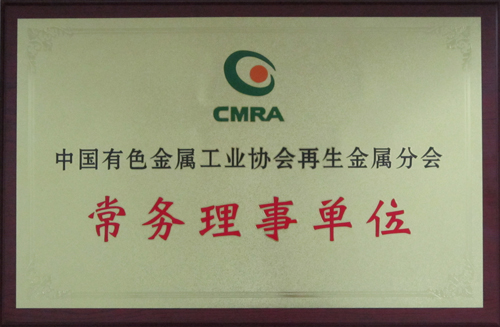 CMRA
中国有色金属工业协会再生金属分会
常务理事单位